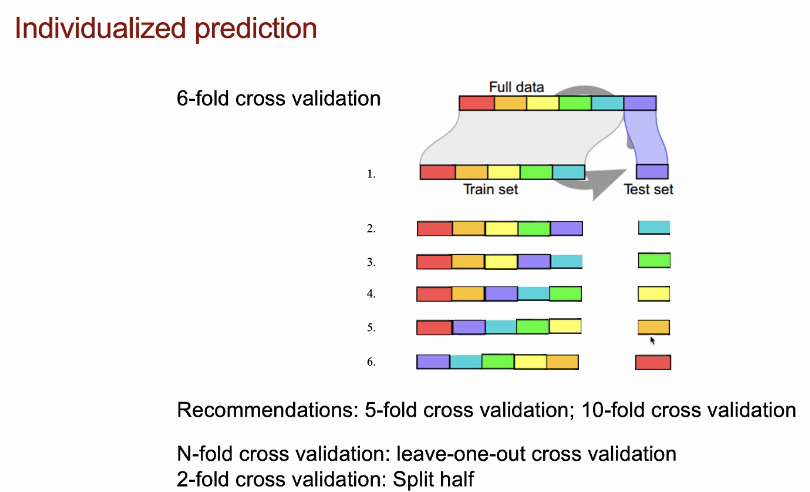 Individualized prediction
6-fold cross validation
Full data
1.
Train set
Test set
2.
3.
4.
5.
6.
Recommendations: 5-fold cross validation; 10-fold cross validation
N-fold cross validation: leave-one-out cross validation
2-fold cross validation: Split half